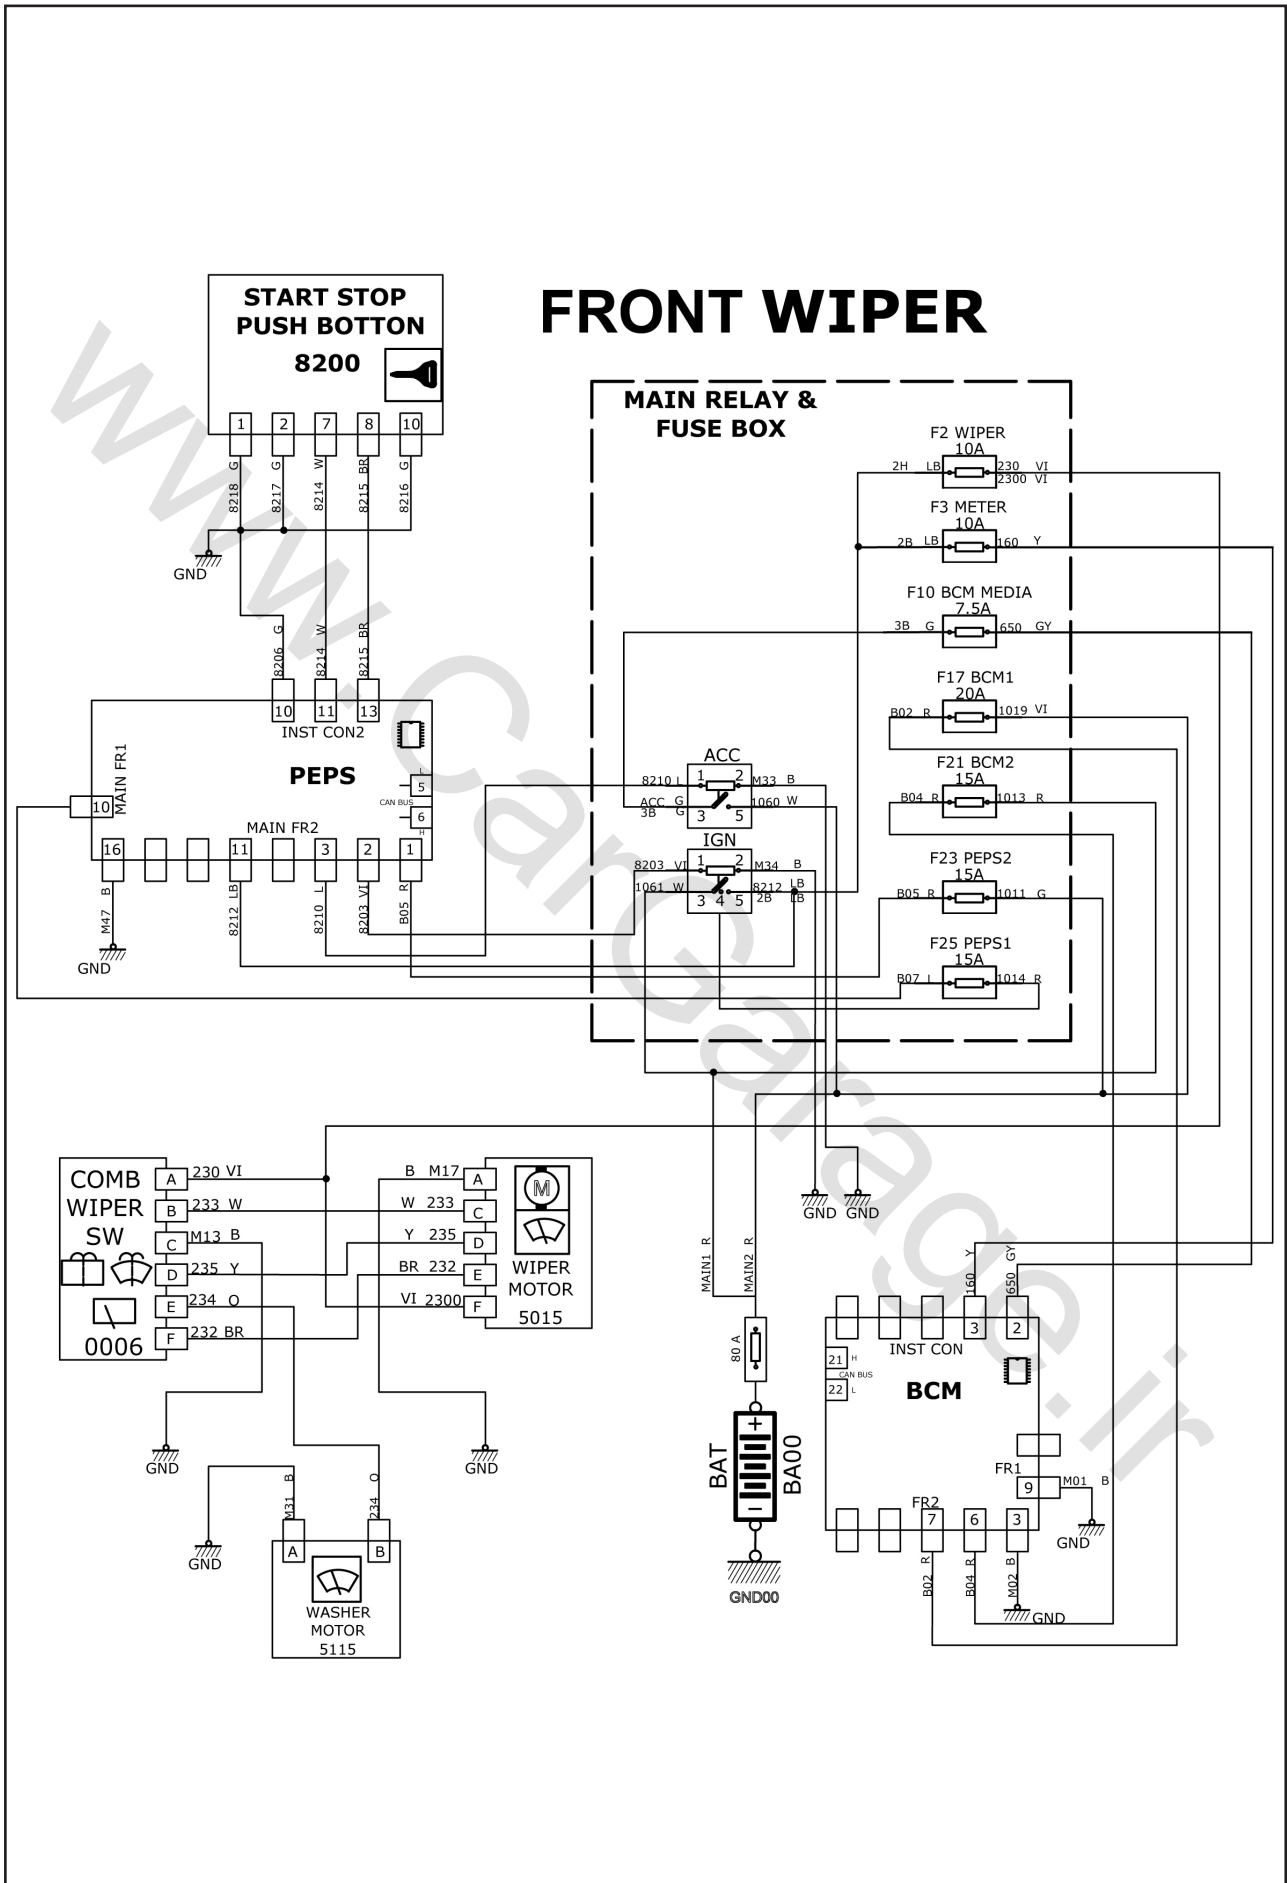 FRONT WIPER
START STOP
PUSH BOTTON
8200
1 2 7 8 10
8218 G
8217 G
8214 W
8215 BR
8216 G
GND
8206 G
8214 W
8215 BR
10 11 13
INST CON2
PEPS
MAIN FR1
10
L
5
CAN BUS
6
H
MAIN FR2
16 11 3 2 1
M47 B
8212 LB
8210 L
8203 VI
B05 R
GND
MAIN RELAY &
FUSE BOX
F2 WIPER
10A
2H LB
230 VI
2300 VI
F3 METER
10A
2B LB
160 Y
F10 BCM MEDIA
7.5A
3B G
650 GY
F17 BCM1
20A
B02 R
1019 VI
F21 BCM2
15A
B04 R
1013 R
F23 PEPS2
15A
B05 R
1011 G
F25 PEPS1
15A
B07 L
1014 R
ACC
8210 L
1 2
M33 B
ACC G
3B G
3 5
1060 W
IGN
8203 VI
1 2
M34 B
1061 W
3 4 5
8212 LB
2B LB
GND GND
COMB
WIPER
SW
0006
A 230 VI
B 233 W
C M13 B
D 235 Y
E 234 O
F 232 BR
B M17 A
W 233 C
Y 235 D
BR 232 E
VI 2300 F
M
WIPER
MOTOR
5015
GND
GND
GND
M31 B
234 O
A B
WASHER
MOTOR
5115
MAIN1 R
MAIN2 R
80 A
BAT
+
−
BA00
GND00
160 Y
650 GY
3 2
INST CON
21 H
CAN BUS
22 L
BCM
FR1
9
M01 B
GND
FR2
7 6 3
B02 R
B04 R
M02 B
GND
www.CarGarage.ir